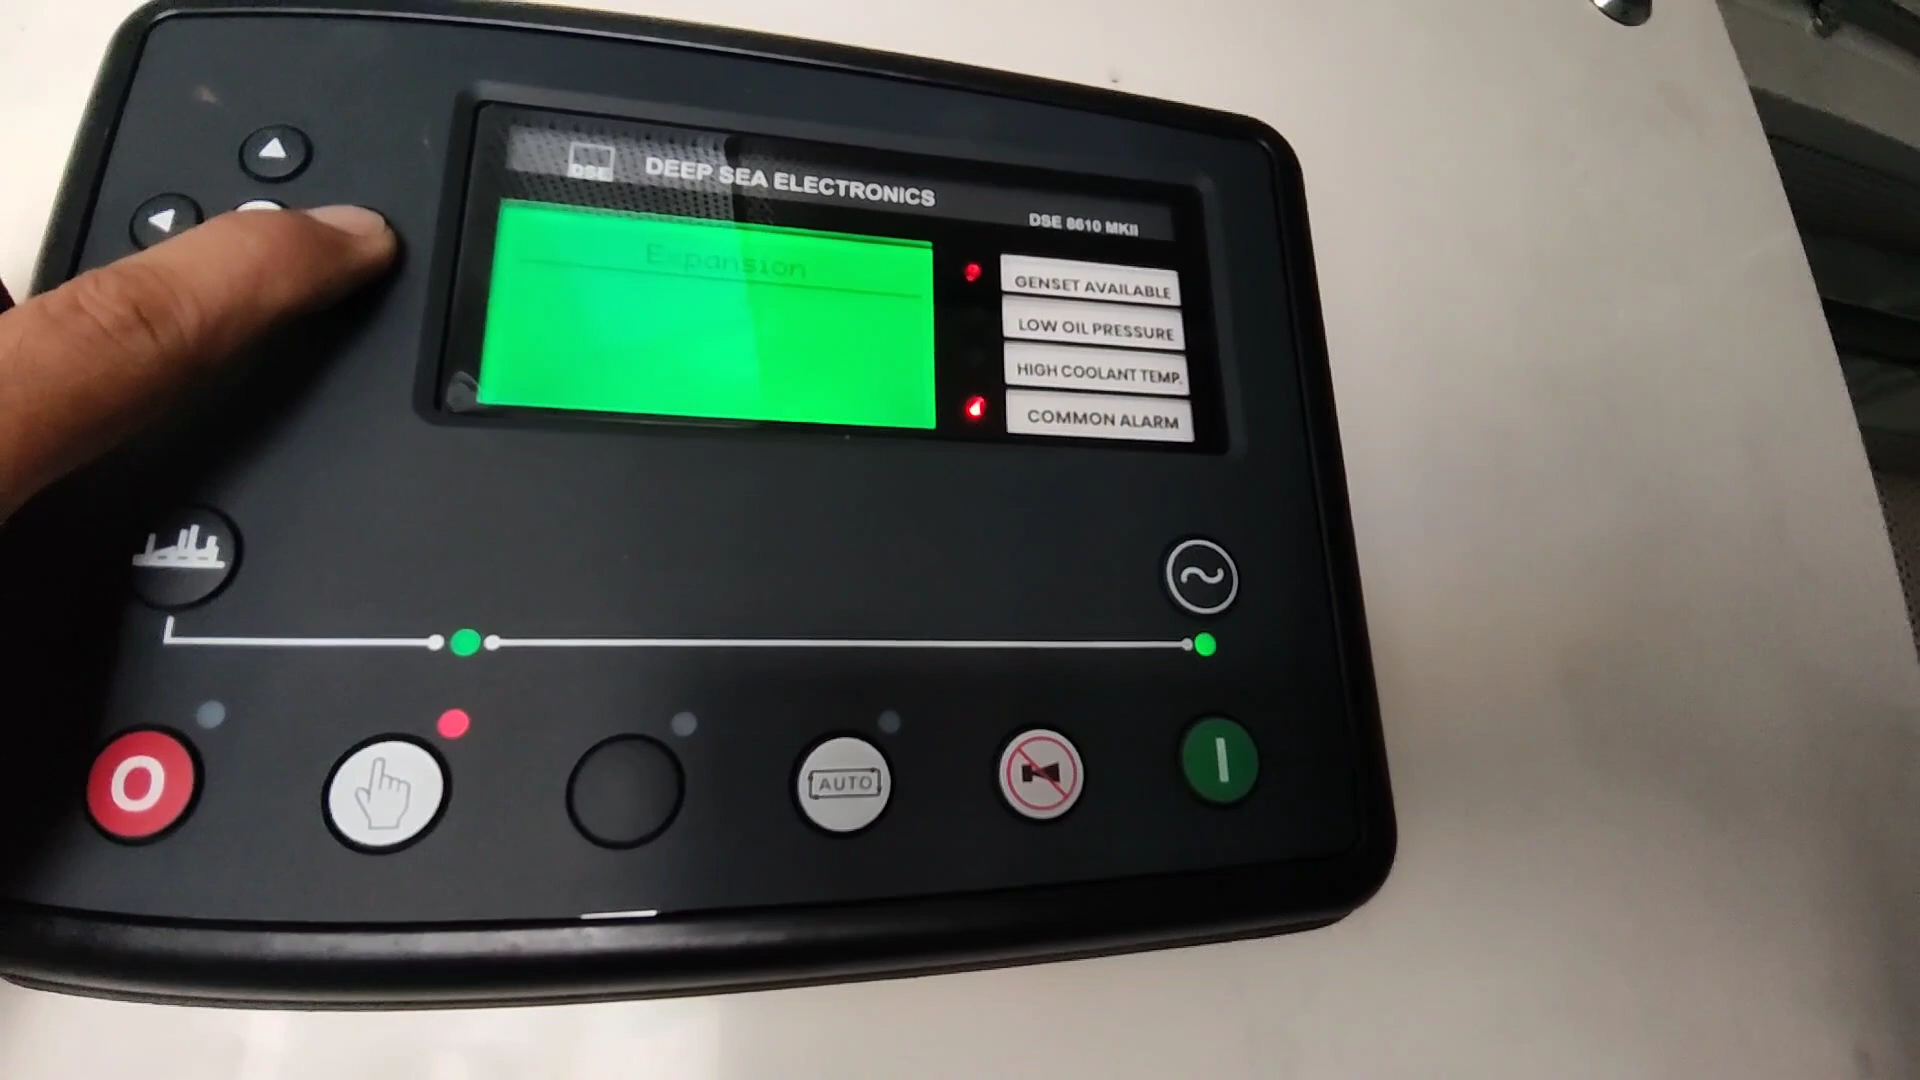 DSE
DEEP SEA ELECTRONICS
DSE 8610 MKII
Expansion
GENSET AVAILABLE
LOW OIL PRESSURE
HIGH COOLANT TEMP.
COMMON ALARM
O
AUTO
I